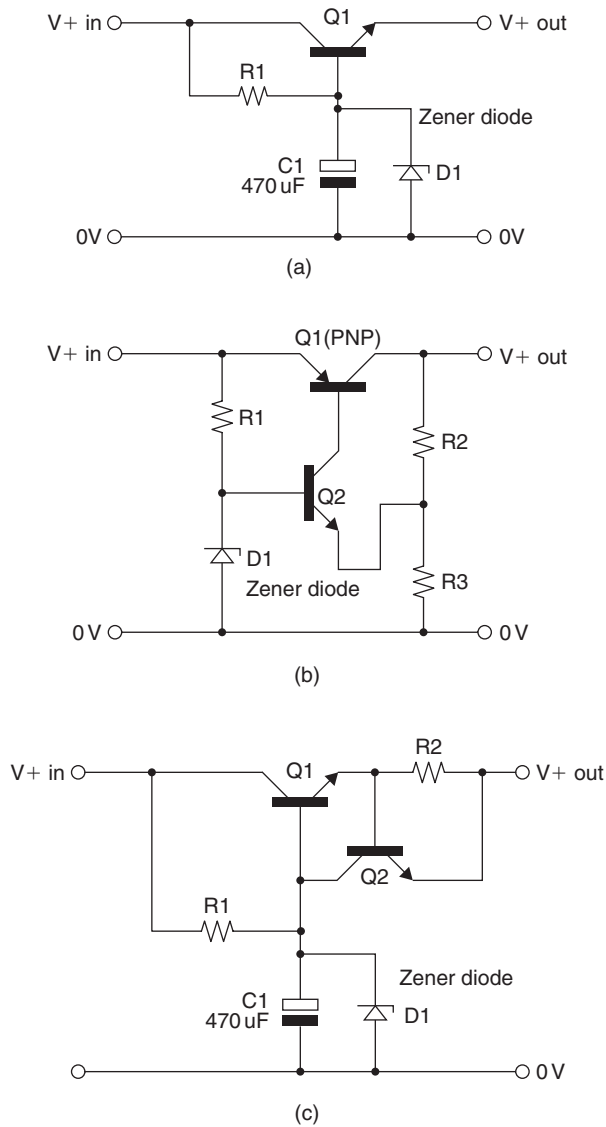 Q1
V+ in
V+ out
R1
Zener diode
C1
470 uF
D1
0V
0V
(a)
Q1(PNP)
V+ in
V+ out
R1
R2
Q2
D1
Zener diode
R3
0 V
0 V
(b)
R2
V+ in
Q1
V+ out
Q2
R1
Zener diode
C1
470 uF
D1
0 V
(c)